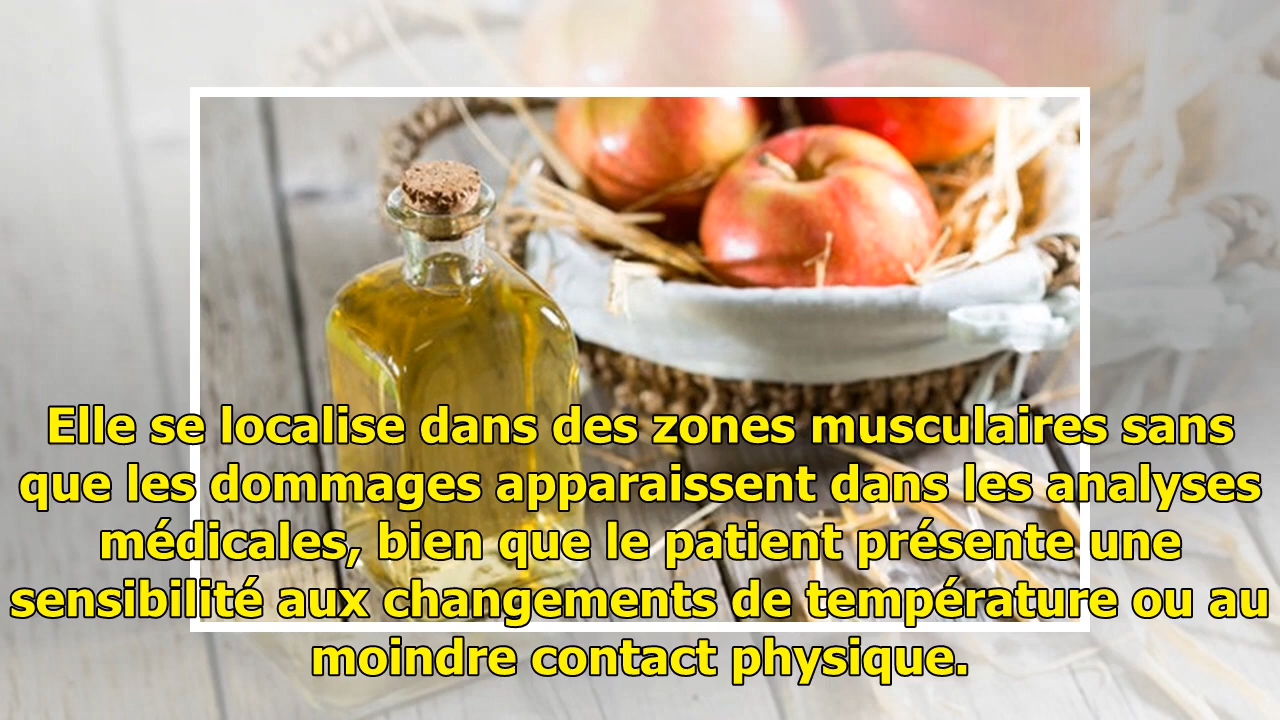 Elle se localise dans des zones musculaires sans
que les dommages apparaissent dans les analyses
médicales, bien que le patient présente une
sensibilité aux changements de température ou au
moindre contact physique.